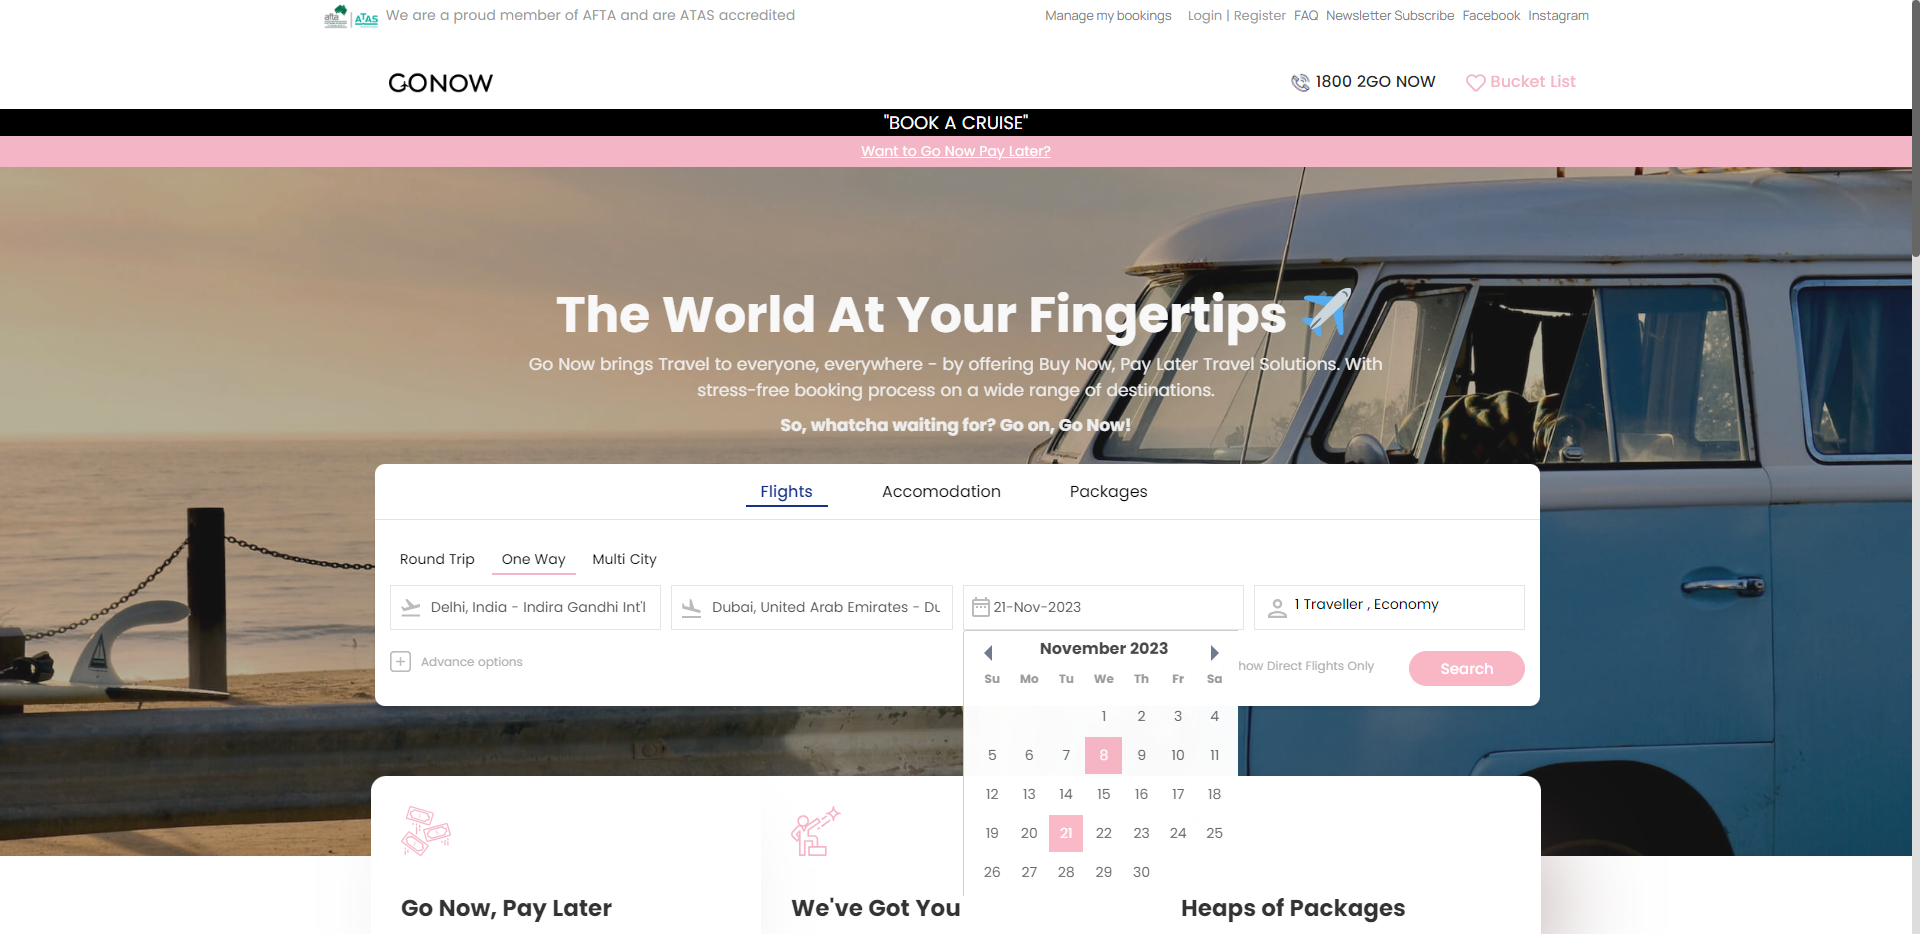 afta
ATAS
We are a proud member of AFTA and are ATAS accredited
Manage my bookings
Login | Register
FAQ
Newsletter Subscribe
Facebook
Instagram
GONOW
1800 2GO NOW
Bucket List
"BOOK A CRUISE"
Want to Go Now Pay Later?
The World At Your Fingertips
Go Now brings Travel to everyone, everywhere - by offering Buy Now, Pay Later Travel Solutions. With
stress-free booking process on a wide range of destinations.
So, whatcha waiting for? Go on, Go Now!
Flights
Accomodation
Packages
Round Trip
One Way
Multi City
Delhi, India - Indira Gandhi Int'l
Dubai, United Arab Emirates - Du
21-Nov-2023
1 Traveller , Economy
Advance options
how Direct Flights Only
Search
November 2023
Su Mo Tu We Th Fr Sa
1 2 3 4
5 6 7 8 9 10 11
12 13 14 15 16 17 18
19 20 21 22 23 24 25
26 27 28 29 30
Go Now, Pay Later
We've Got You
Heaps of Packages